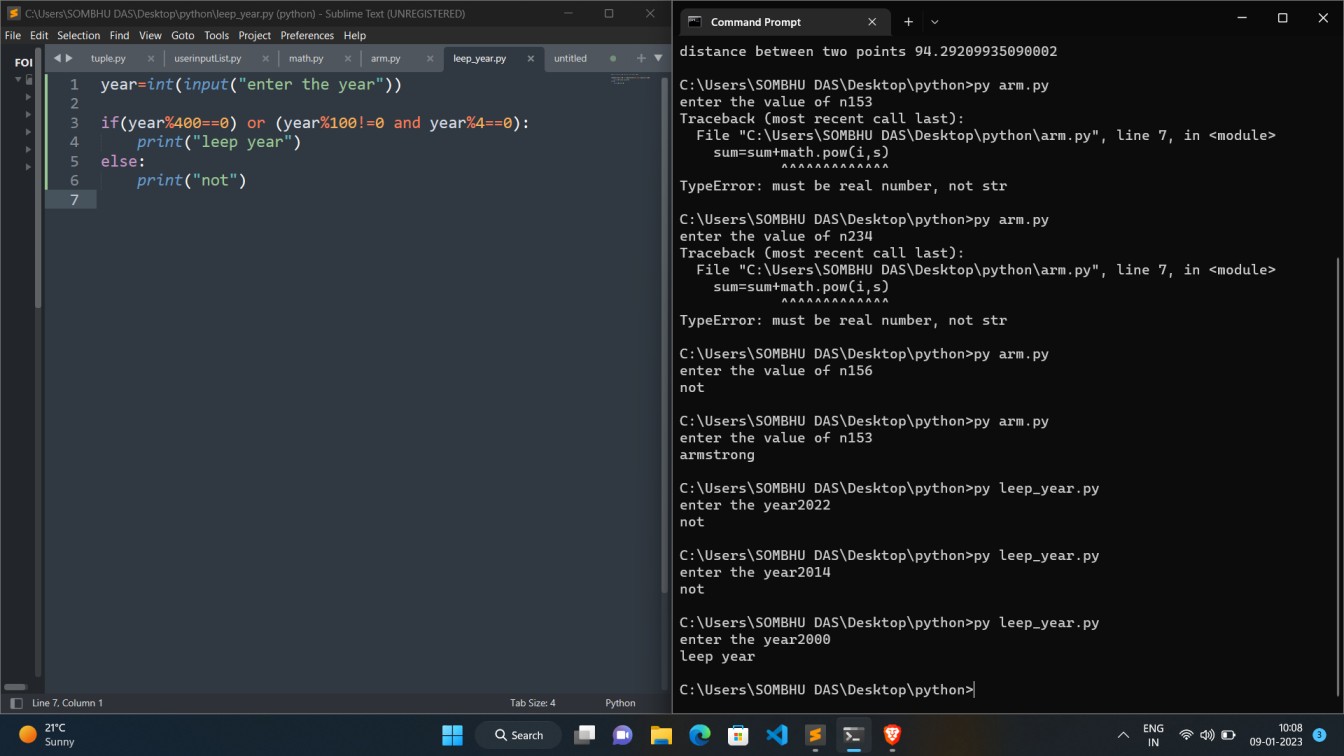 C:\Users\SOMBHU DAS\Desktop\python\leep_year.py (python) - Sublime Text (UNREGISTERED)
File Edit Selection Find View Goto Tools Project Preferences Help
FOI
tuple.py
userinputList.py
math.py
arm.py
leep_year.py
untitled
1 year=int(input("enter the year"))
2
3 if(year%400==0) or (year%100!=0 and year%4==0):
4 print("leep year")
5 else:
6 print("not")
7
Line 7, Column 1
Tab Size: 4
Python
Command Prompt
distance between two points 94.29209935090002
C:\Users\SOMBHU DAS\Desktop\python>py arm.py
enter the value of n153
Traceback (most recent call last):
File "C:\Users\SOMBHU DAS\Desktop\python\arm.py", line 7, in <module>
sum=sum+math.pow(i,s)
^^^^^^^^^^^^^
TypeError: must be real number, not str
C:\Users\SOMBHU DAS\Desktop\python>py arm.py
enter the value of n234
Traceback (most recent call last):
File "C:\Users\SOMBHU DAS\Desktop\python\arm.py", line 7, in <module>
sum=sum+math.pow(i,s)
^^^^^^^^^^^^^
TypeError: must be real number, not str
C:\Users\SOMBHU DAS\Desktop\python>py arm.py
enter the value of n156
not
C:\Users\SOMBHU DAS\Desktop\python>py arm.py
enter the value of n153
armstrong
C:\Users\SOMBHU DAS\Desktop\python>py leep_year.py
enter the year2022
not
C:\Users\SOMBHU DAS\Desktop\python>py leep_year.py
enter the year2014
not
C:\Users\SOMBHU DAS\Desktop\python>py leep_year.py
enter the year2000
leep year
C:\Users\SOMBHU DAS\Desktop\python>
21°C
Sunny
Search
ENG
IN
10:08
09-01-2023
3